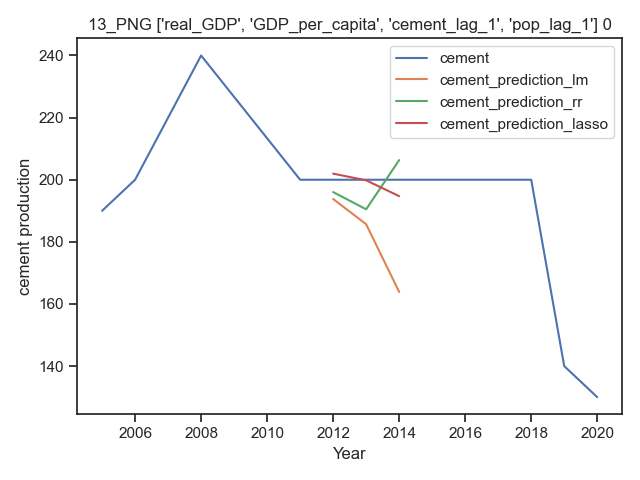 13_PNG ['real_GDP', 'GDP_per_capita', 'cement_lag_1', 'pop_lag_1'] 0
cement
cement_prediction_lm
cement_prediction_rr
cement_prediction_lasso
cement production
240
220
200
180
160
140
2006 2008 2010 2012 2014 2016 2018 2020
Year